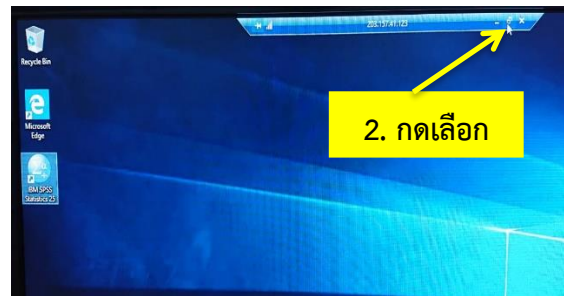 203.157.41.123
Recycle Bin
Microsoft
Edge
2. กดเลือก
IBM SPSS
Statistics 25